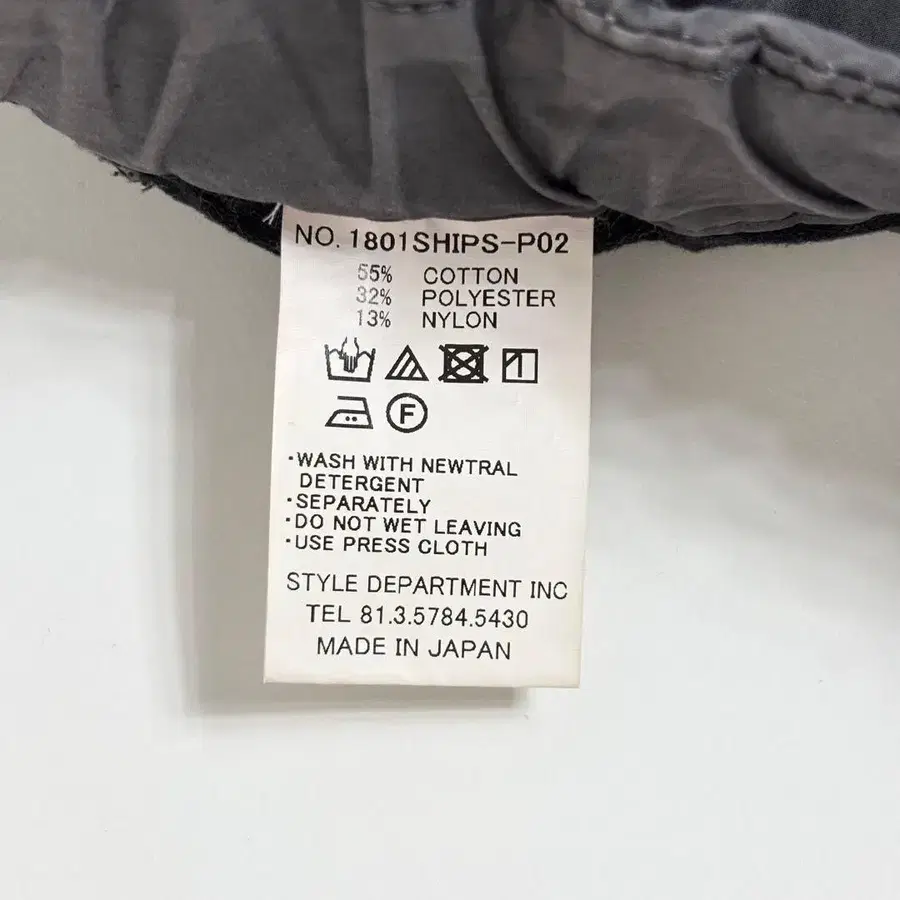 NO. 1801SHIPS-P02
55% COTTON
32% POLYESTER
13% NYLON
F
·WASH WITH NEWTRAL
DETERGENT
·SEPARATELY
·DO NOT WET LEAVING
·USE PRESS CLOTH
STYLE DEPARTMENT INC
TEL 81.3.5784.5430
MADE IN JAPAN